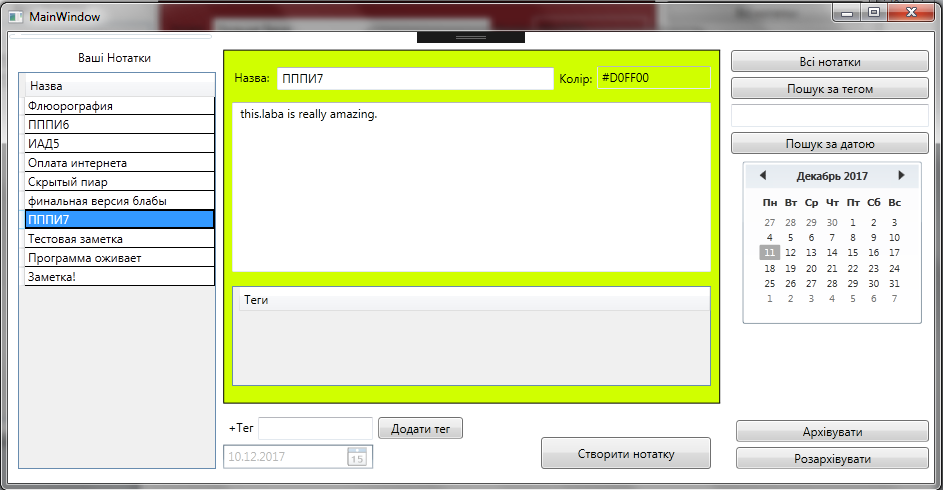 MainWindow
Ваші Нотатки
Назва
Флюорография
ПППИ6
ИАД5
Оплата интернета
Скрытый пиар
финальная версия блабы
ПППИ7
Тестовая заметка
Программа оживает
Заметка!
Назва: ПППИ7 Колір: #D0FF00
this.laba is really amazing.
Теги
+Тег Додати тег
10.12.2017 15
Створити нотатку
Всі нотатки
Пошук за тегом
Пошук за датою
Декабрь 2017
Пн Вт Ср Чт Пт Сб Вс
27 28 29 30 1 2 3
4 5 6 7 8 9 10
11 12 13 14 15 16 17
18 19 20 21 22 23 24
25 26 27 28 29 30 31
1 2 3 4 5 6 7
Архівувати
Розархівувати